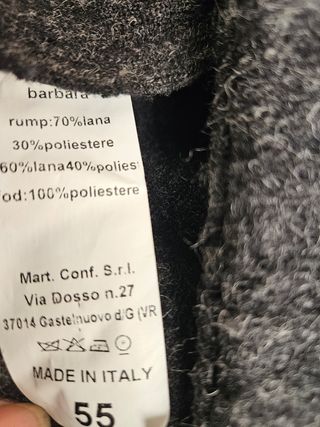 barbara
rump:70%lana
30%poliestere
60%lana40%polies
fod:100%poliestere
Mart. Conf. S.r.l.
Via Dosso n.27
37014 Castelnuovo d/G (VR
MADE IN ITALY
55